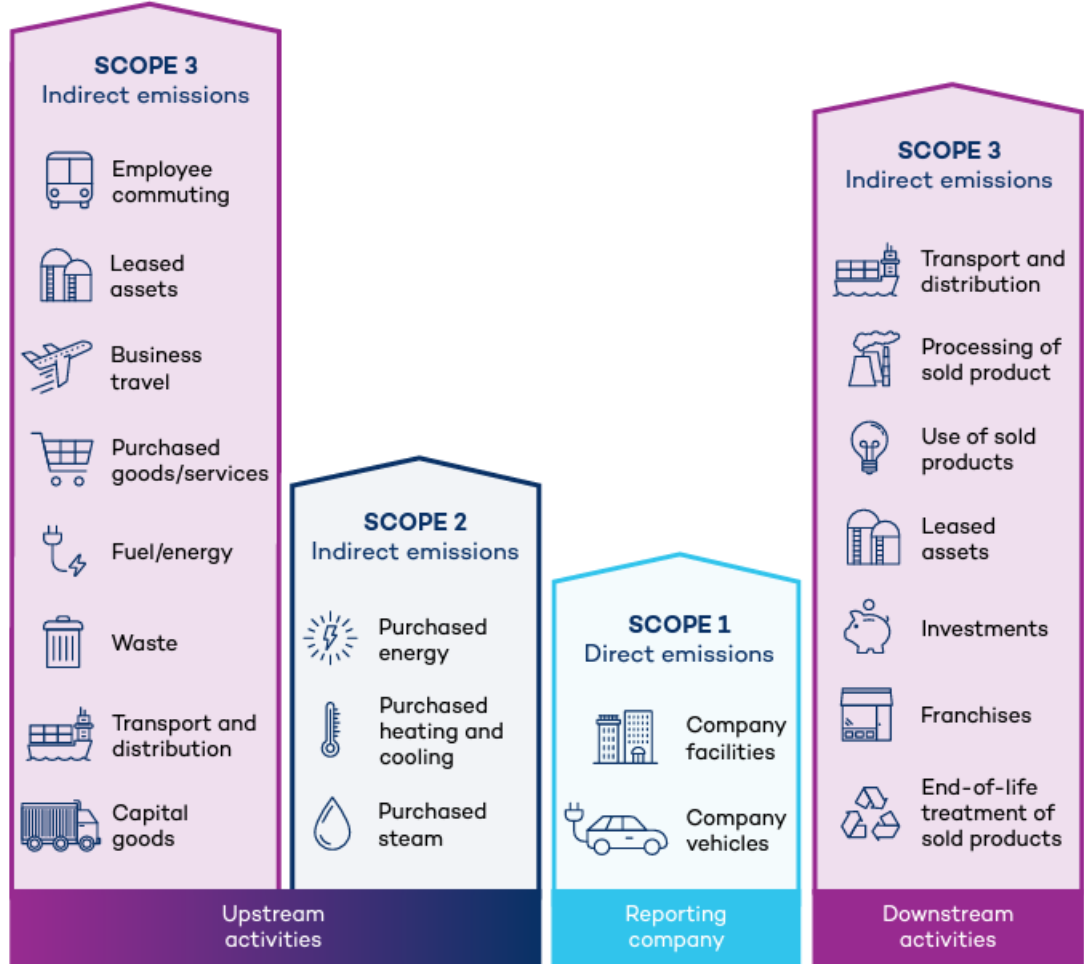 SCOPE 3
Indirect emissions
Employee
commuting
Leased
assets
Business
travel
Purchased
goods/services
Fuel/energy
Waste
Transport and
distribution
Capital
goods
SCOPE 2
Indirect emissions
Purchased
energy
Purchased
heating and
cooling
Purchased
steam
Upstream
activities
SCOPE 1
Direct emissions
Company
facilities
Company
vehicles
Reporting
company
SCOPE 3
Indirect emissions
Transport and
distribution
Processing of
sold product
Use of sold
products
Leased
assets
Investments
Franchises
End-of-life
treatment of
sold products
Downstream
activities